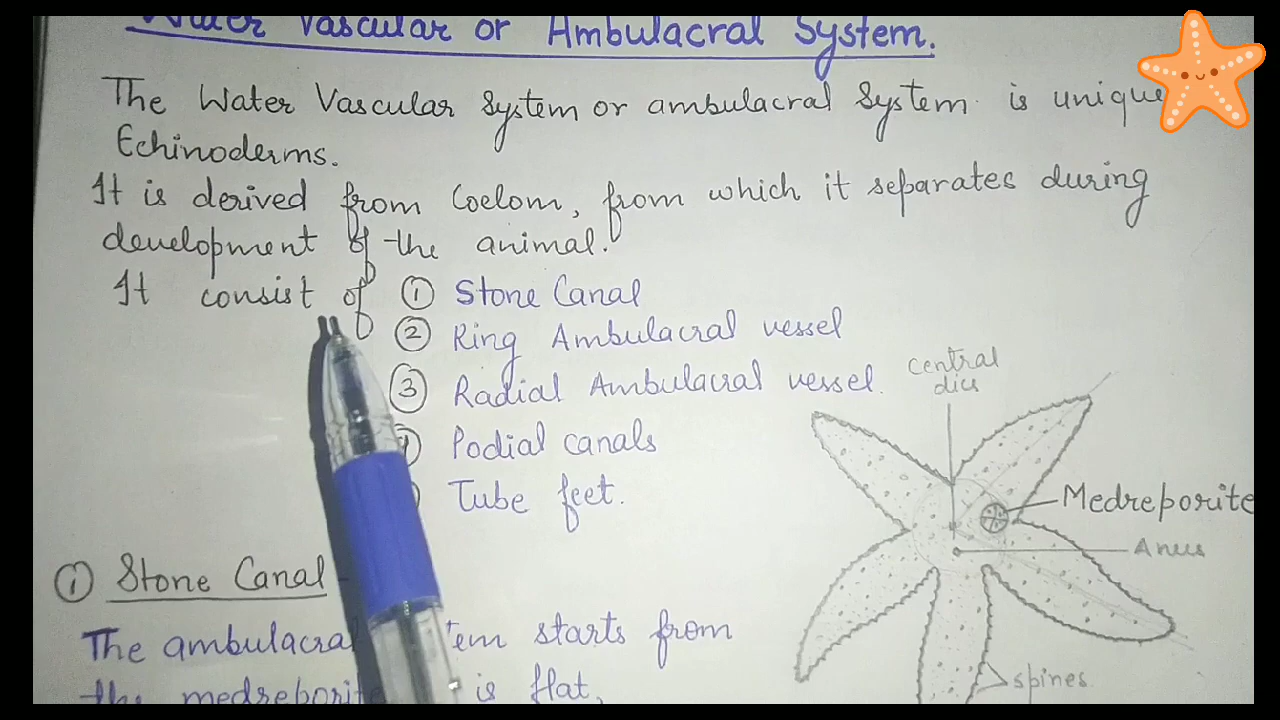 Water Vascular or Ambulacral System.
The Water Vascular System or ambulacral System is unique
Echinoderms.
It is derived from Coelom, from which it separates during
development of the animal.
It consist of ① Stone Canal
② Ring Ambulacral vessel
③ Radial Ambulacral vessel.
Podial canals
Tube feet.
central
dics
Medreporite
Anus
① Stone Canal
The ambulacral starts from
the medreporite is flat,
spines